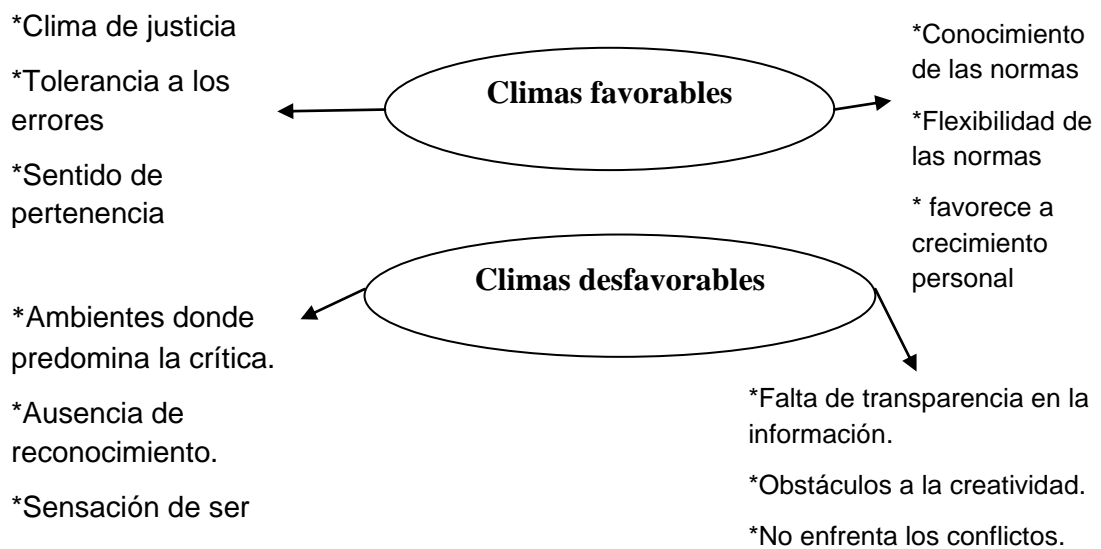 *Clima de justicia
*Tolerancia a los
errores
*Sentido de
pertenencia
Climas favorables
*Conocimiento
de las normas
*Flexibilidad de
las normas
* favorece a
crecimiento
personal
Climas desfavorables
*Ambientes donde
predomina la crítica.
*Ausencia de
reconocimiento.
*Sensación de ser
*Falta de transparencia en la
información.
*Obstáculos a la creatividad.
*No enfrenta los conflictos.